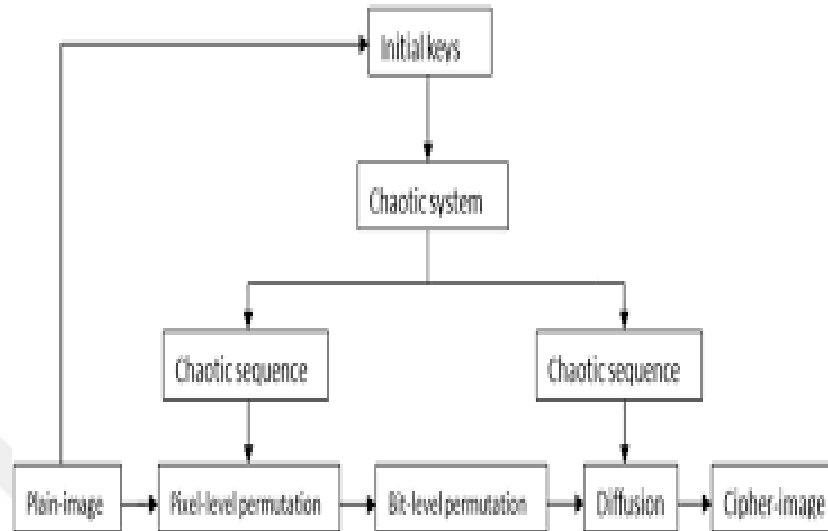 Initial keys
Chaotic system
Chaotic sequence
Chaotic sequence
Plain-image
Pixel-level permutation
Bit-level permutation
Diffusion
Cipher-image